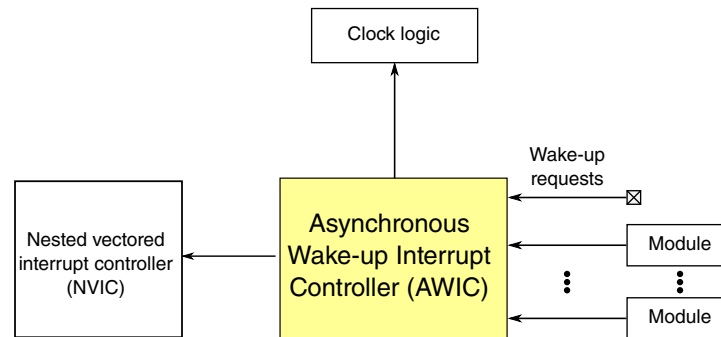 Clock logic
Wake-up
requests
Nested vectored
interrupt controller
(NVIC)
Asynchronous
Wake-up Interrupt
Controller (AWIC)
Module
Module